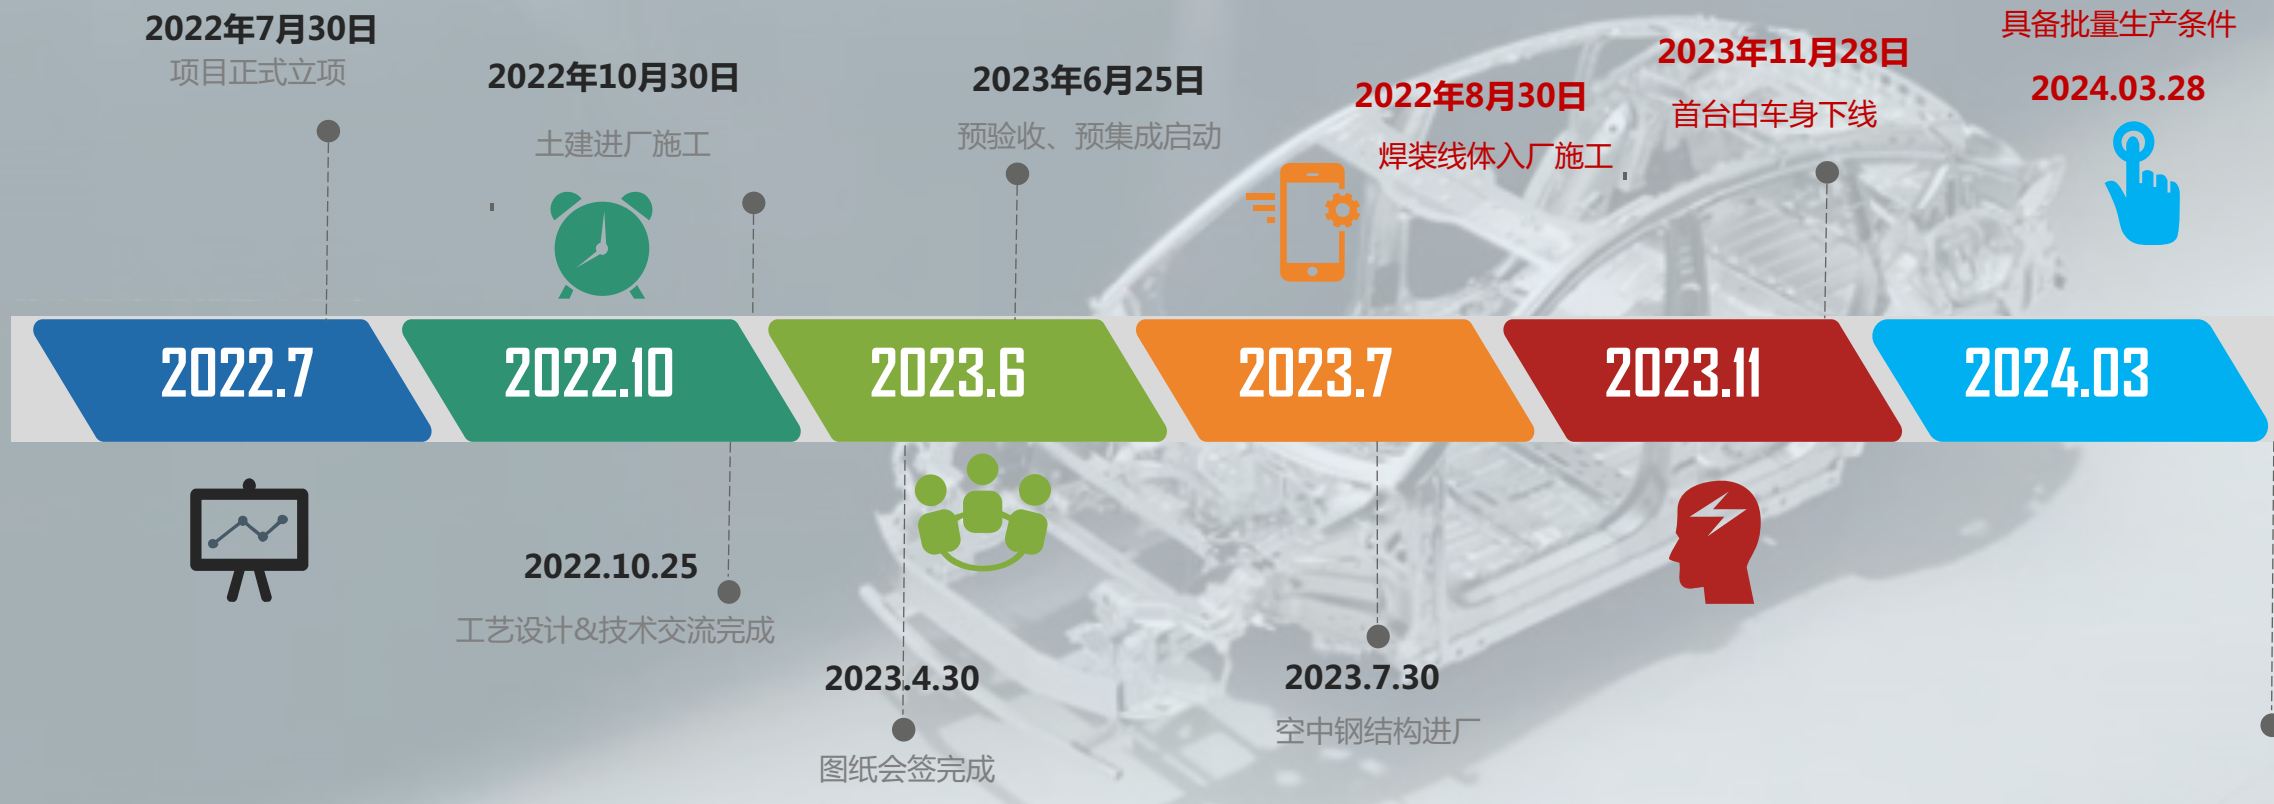 2022年7月30日
项目正式立项
2022年10月30日
土建进厂施工
2023年6月25日
预验收、预集成启动
2022年8月30日
焊装线体入厂施工
2023年11月28日
首台白车身下线
具备批量生产条件
2024.03.28
2022.7
2022.10
2023.6
2023.7
2023.11
2024.03
2022.10.25
工艺设计&技术交流完成
2023.4.30
图纸会签完成
2023.7.30
空中钢结构进厂